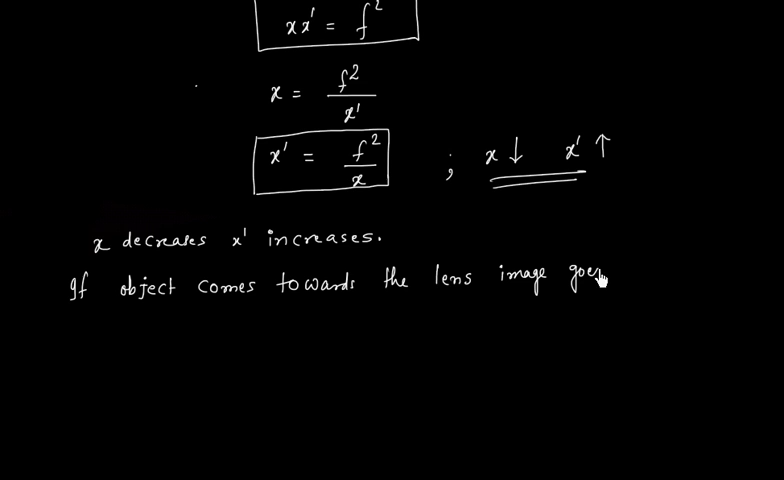 xx' = f²
x = f²/x'
x' = f²/x ; x ↓ x' ↑
x decreases x' increases.
If object comes towards the lens image goes